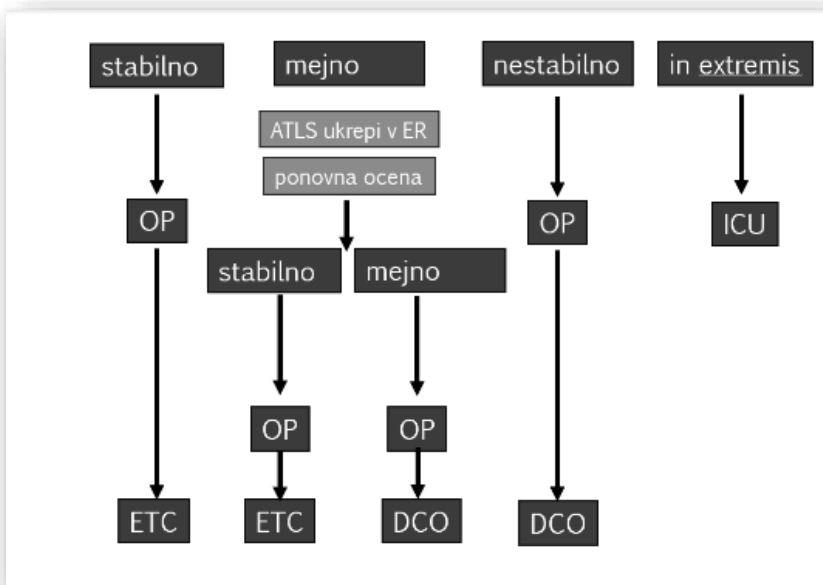 stabilno
mejno
nestabilno
in extremis
ATLS ukrepi v ER
ponovna ocena
OP
OP
ICU
stabilno
mejno
OP
OP
ETC
ETC
DCO
DCO